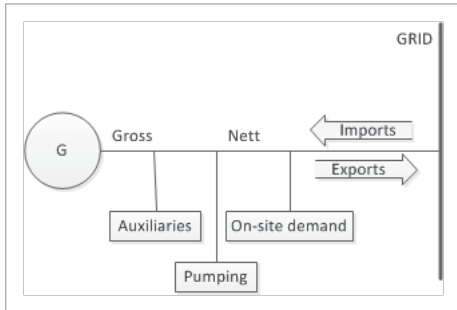 GRID
G
Gross
Nett
Imports
Exports
Auxiliaries
On-site demand
Pumping